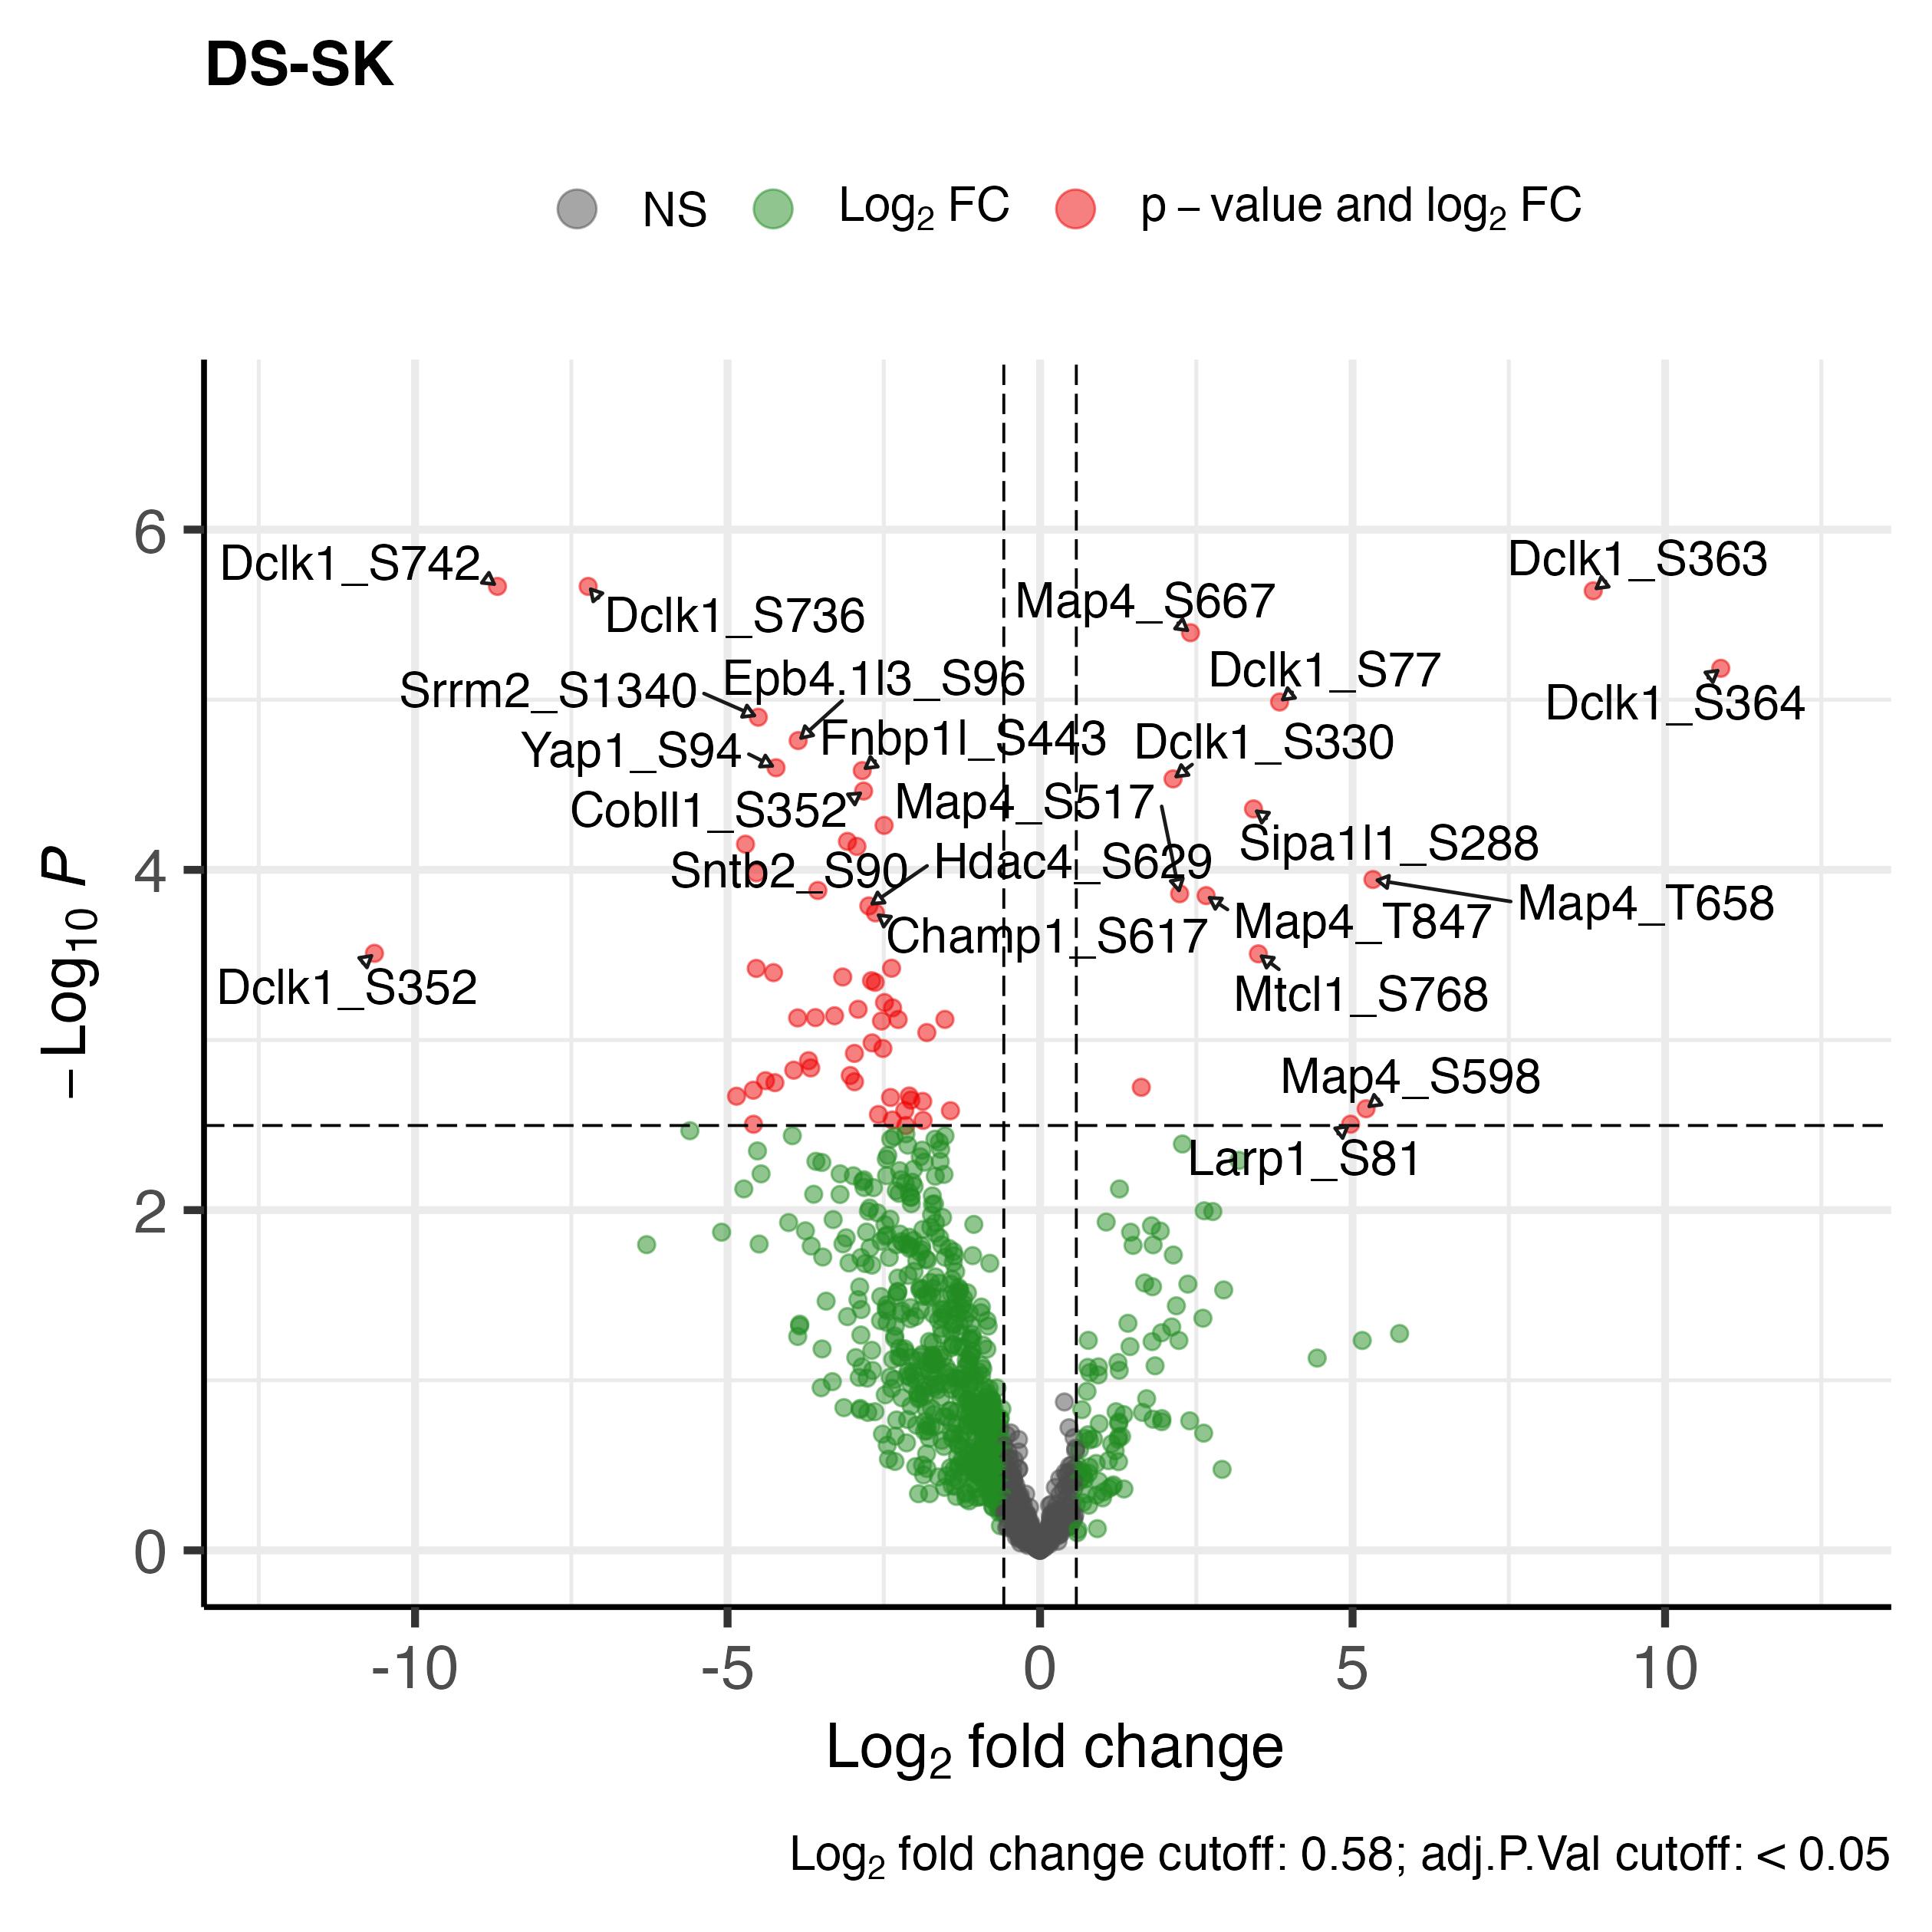 DS-SK
NS Log2 FC p – value and log2 FC
– Log10 P
6
4
2
0
Dclk1_S742
Dclk1_S736
Dclk1_S363
Map4_S667
Dclk1_S77
Dclk1_S364
Srrm2_S1340
Epb4.1l3_S96
Yap1_S94
Fnbp1l_S443
Dclk1_S330
Cobll1_S352
Map4_S517
Sipa1l1_S288
Sntb2_S90
Hdac4_S629
Map4_T658
Champ1_S617
Map4_T847
Dclk1_S352
Mtcl1_S768
Map4_S598
Larp1_S81
-10 -5 0 5 10
Log2 fold change
Log2 fold change cutoff: 0.58; adj.P.Val cutoff: < 0.05